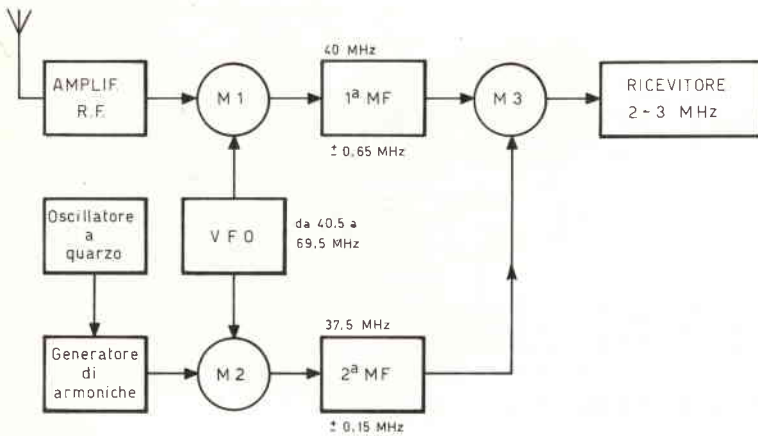 40 MHz
AMPLIF.
R.F.
M 1
1ª MF
M 3
RICEVITORE
2 - 3 MHz
± 0,65 MHz
Oscillatore
a
quarzo
V F O
da 40.5 a
69,5 MHz
37.5 MHz
Generatore
di
armoniche
M 2
2ª MF
± 0,15 MHz